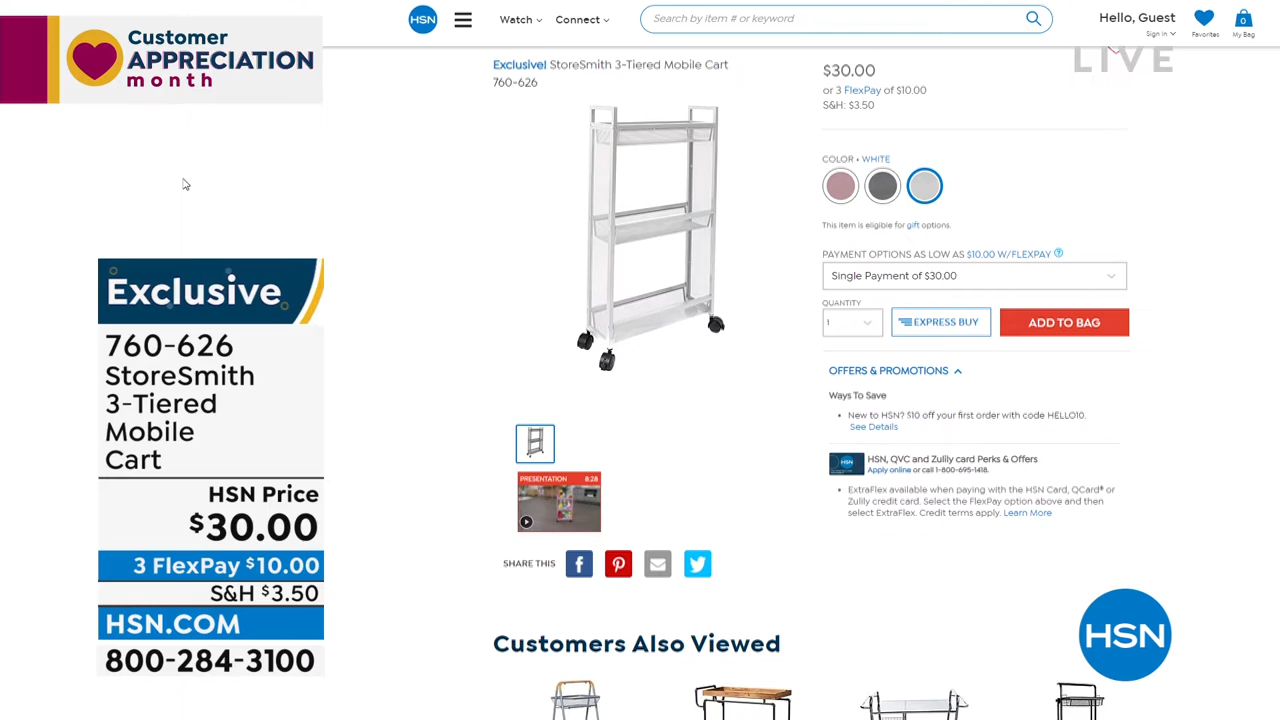 Customer
APPRECIATION
month
HSN
Watch
Connect
Search by item # or keyword
Hello, Guest
Sign In
Favorites
0
My Bag
LIVE
Exclusive! StoreSmith 3-Tiered Mobile Cart
760-626
$30.00
or 3 FlexPay of $10.00
S&H: $3.50
COLOR • WHITE
This item is eligible for gift options.
PAYMENT OPTIONS AS LOW AS $10.00 W/FLEXPAY ?
Single Payment of $30.00
QUANTITY
1
EXPRESS BUY
ADD TO BAG
OFFERS & PROMOTIONS
Ways To Save
• New to HSN? $10 off your first order with code HELLO10.
See Details
HSN
HSN, QVC and Zulily card Perks & Offers
Apply online or call 1-800-695-1418.
• ExtraFlex available when paying with the HSN Card, QCard® or
Zulily credit card. Select the FlexPay option above and then
select ExtraFlex. Credit terms apply. Learn More
PRESENTATION 8:28
SHARE THIS
Customers Also Viewed
Exclusive
760-626
StoreSmith
3-Tiered
Mobile
Cart
HSN Price
$30.00
3 FlexPay $10.00
S&H $3.50
HSN.COM
800-284-3100
HSN